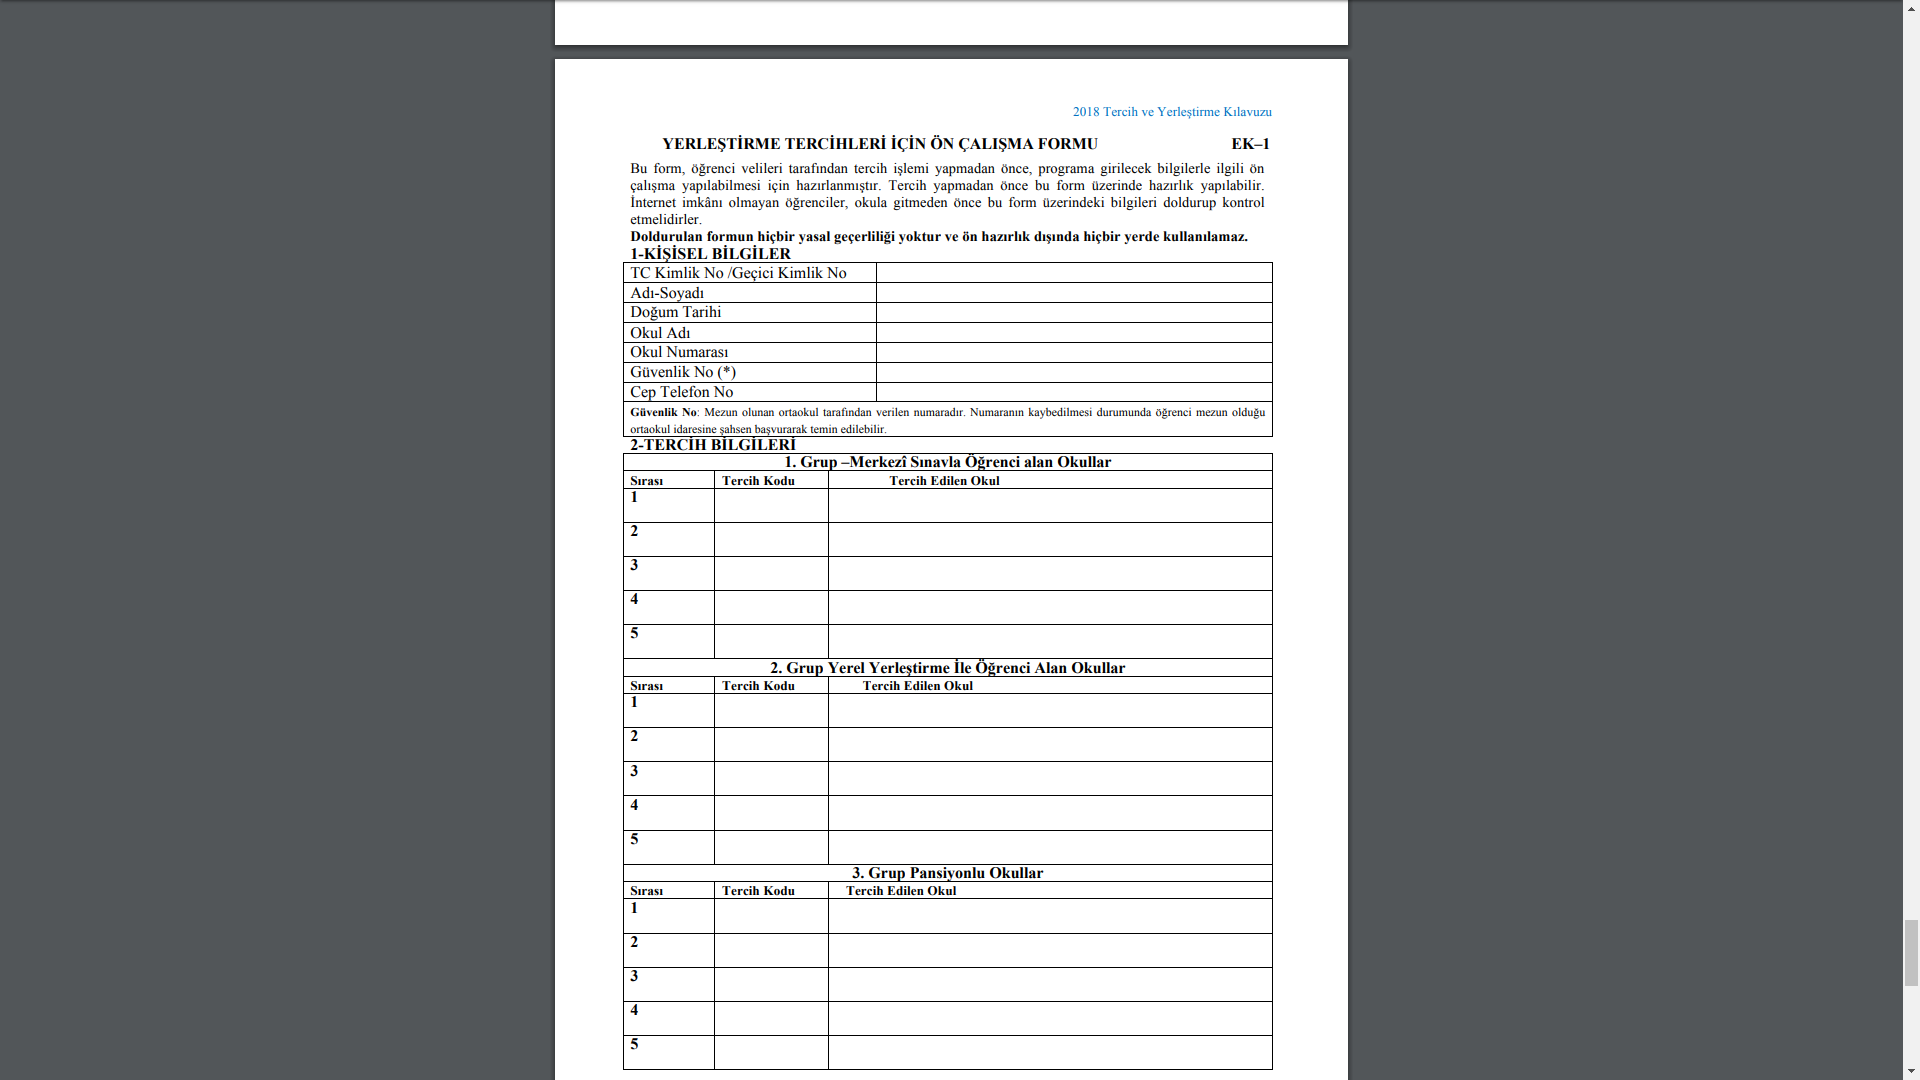 2018 Tercih ve Yerleştirme Kılavuzu
YERLEŞTİRME TERCİHLERİ İÇİN ÖN ÇALIŞMA FORMU EK–1
Bu form, öğrenci velileri tarafından tercih işlemi yapmadan önce, programa girilecek bilgilerle ilgili ön
çalışma yapılabilmesi için hazırlanmıştır. Tercih yapmadan önce bu form üzerinde hazırlık yapılabilir.
İnternet imkânı olmayan öğrenciler, okula gitmeden önce bu form üzerindeki bilgileri doldurup kontrol
etmelidirler.
Doldurulan formun hiçbir yasal geçerliliği yoktur ve ön hazırlık dışında hiçbir yerde kullanılamaz.
1-KİŞİSEL BİLGİLER
TC Kimlik No /Geçici Kimlik No
Adı-Soyadı
Doğum Tarihi
Okul Adı
Okul Numarası
Güvenlik No (*)
Cep Telefon No
Güvenlik No: Mezun olunan ortaokul tarafından verilen numaradır. Numaranın kaybedilmesi durumunda öğrenci mezun olduğu
ortaokul idaresine şahsen başvurarak temin edilebilir.
2-TERCİH BİLGİLERİ
1. Grup –Merkezî Sınavla Öğrenci alan Okullar
Sırası Tercih Kodu Tercih Edilen Okul
1
2
3
4
5
2. Grup Yerel Yerleştirme İle Öğrenci Alan Okullar
Sırası Tercih Kodu Tercih Edilen Okul
1
2
3
4
5
3. Grup Pansiyonlu Okullar
Sırası Tercih Kodu Tercih Edilen Okul
1
2
3
4
5